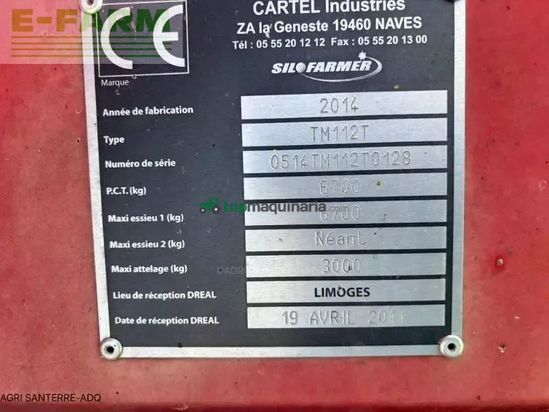 E-FARM
CE
CARTEL Industries
ZA la Geneste 19460 NAVES
Tél : 05 55 20 12 12 Fax : 05 55 20 13 00
Marque
SILOFARMER
Année de fabrication 2014
Type TM112T
Numéro de série 0514TM112T0128
P.C.T. (kg) 6700
topmaquinaria.com
Maxi essieu 1 (kg) 6700
Maxi essieu 2 (kg) Néant
Maxi attelage (kg) 3000
Lieu de réception DREAL LIMOGES
Date de réception DREAL 19 AVRIL 2011
AGRI SANTERRE-ADQ